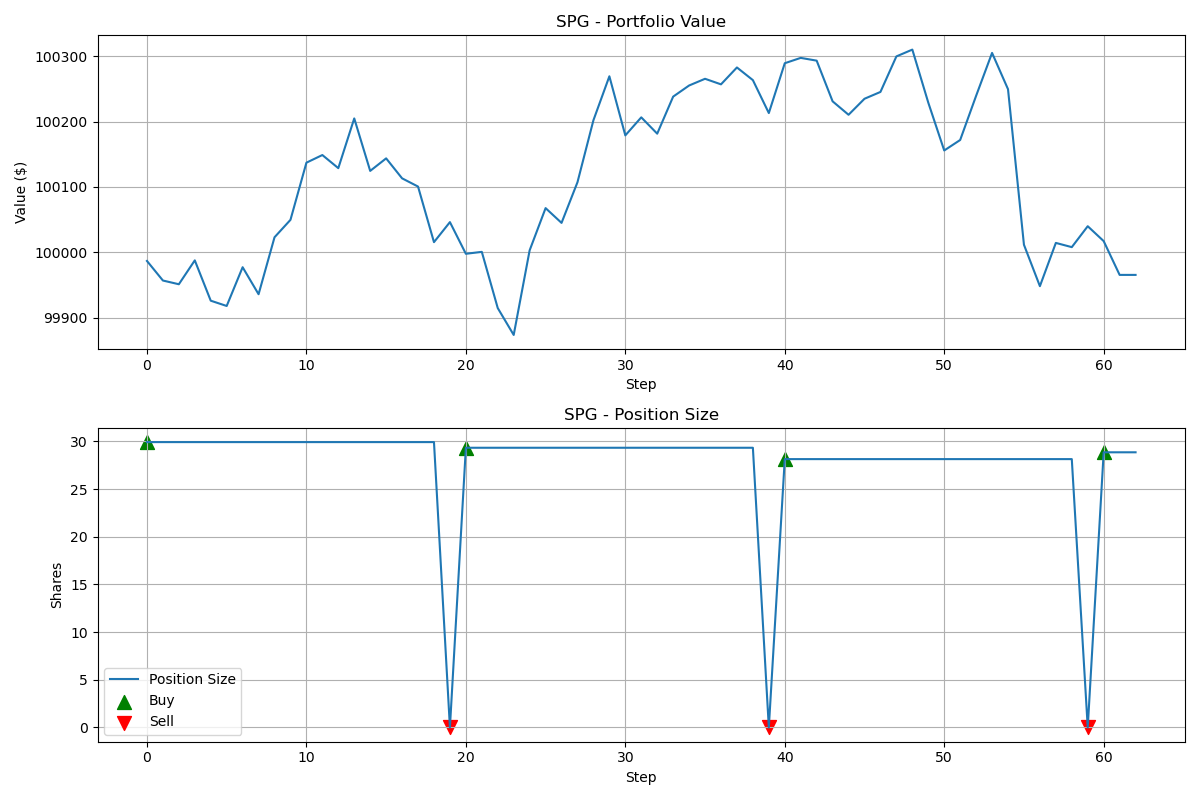 SPG - Portfolio Value
Value ($)
100300
100200
100100
100000
99900
0 10 20 30 40 50 60
Step
SPG - Position Size
Shares
30
25
20
15
10
5
0
Position Size
Buy
Sell
0 10 20 30 40 50 60
Step